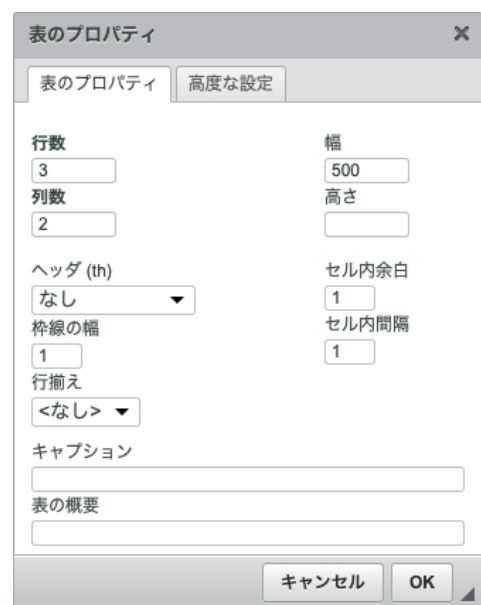 表のプロパティ
表のプロパティ 高度な設定
行数 幅
3 500
列数 高さ
2
ヘッダ (th) セル内余白
なし 1
枠線の幅 セル内間隔
1 1
行揃え
<なし>
キャプション
表の概要
キャンセル OK